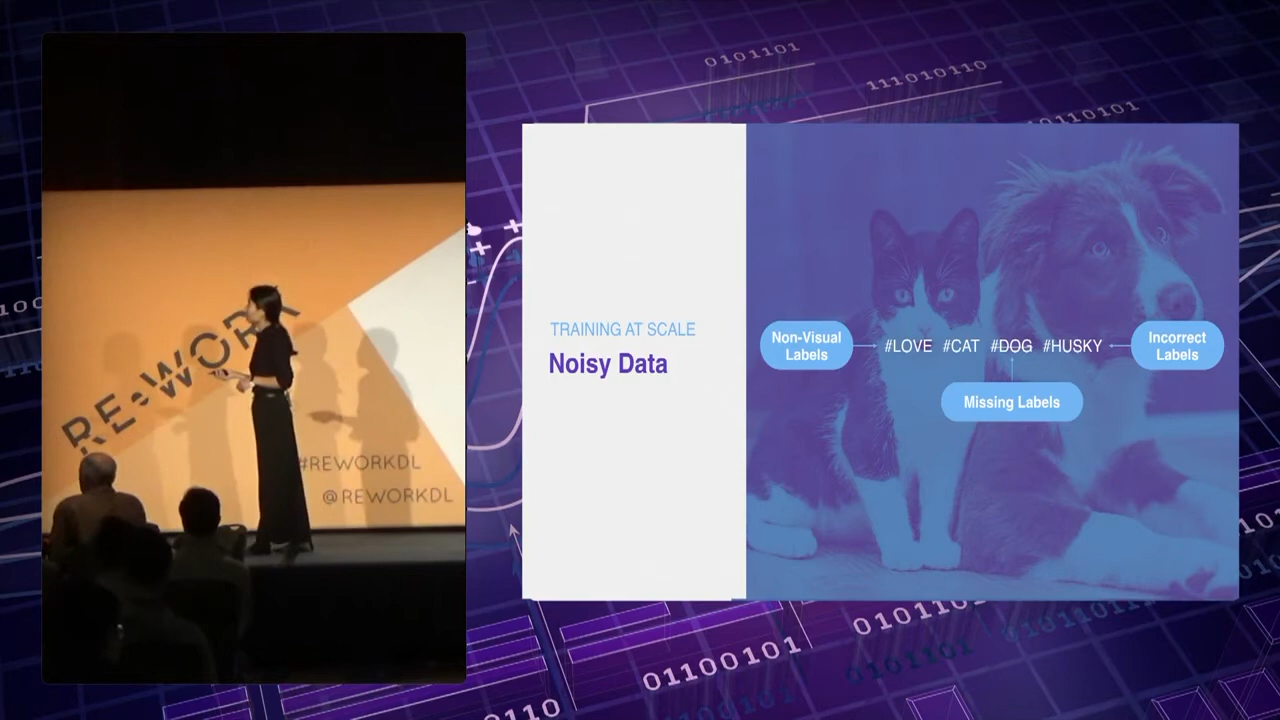 0101101
111010110
RE•WORK
#REWORKDL
@REWORKDL
TRAINING AT SCALE
Noisy Data
Non-Visual
Labels
#LOVE #CAT #DOG #HUSKY
Incorrect
Labels
Missing Labels
01100101